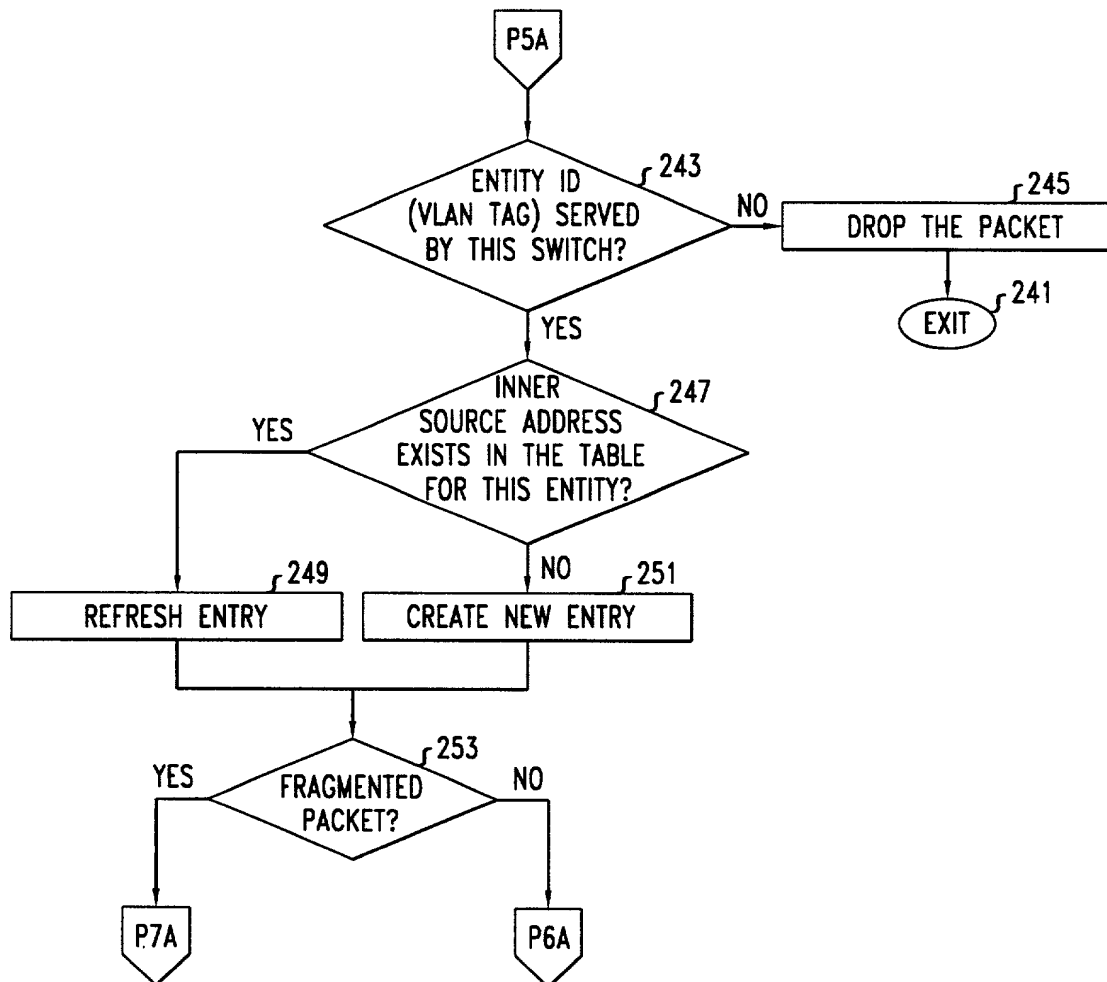 P5A
243
ENTITY ID
(VLAN TAG) SERVED
BY THIS SWITCH?
NO
245
DROP THE PACKET
241
EXIT
YES
247
INNER
SOURCE ADDRESS
EXISTS IN THE TABLE
FOR THIS ENTITY?
YES
NO
249
REFRESH ENTRY
251
CREATE NEW ENTRY
253
YES
FRAGMENTED
PACKET?
NO
P7A
P6A